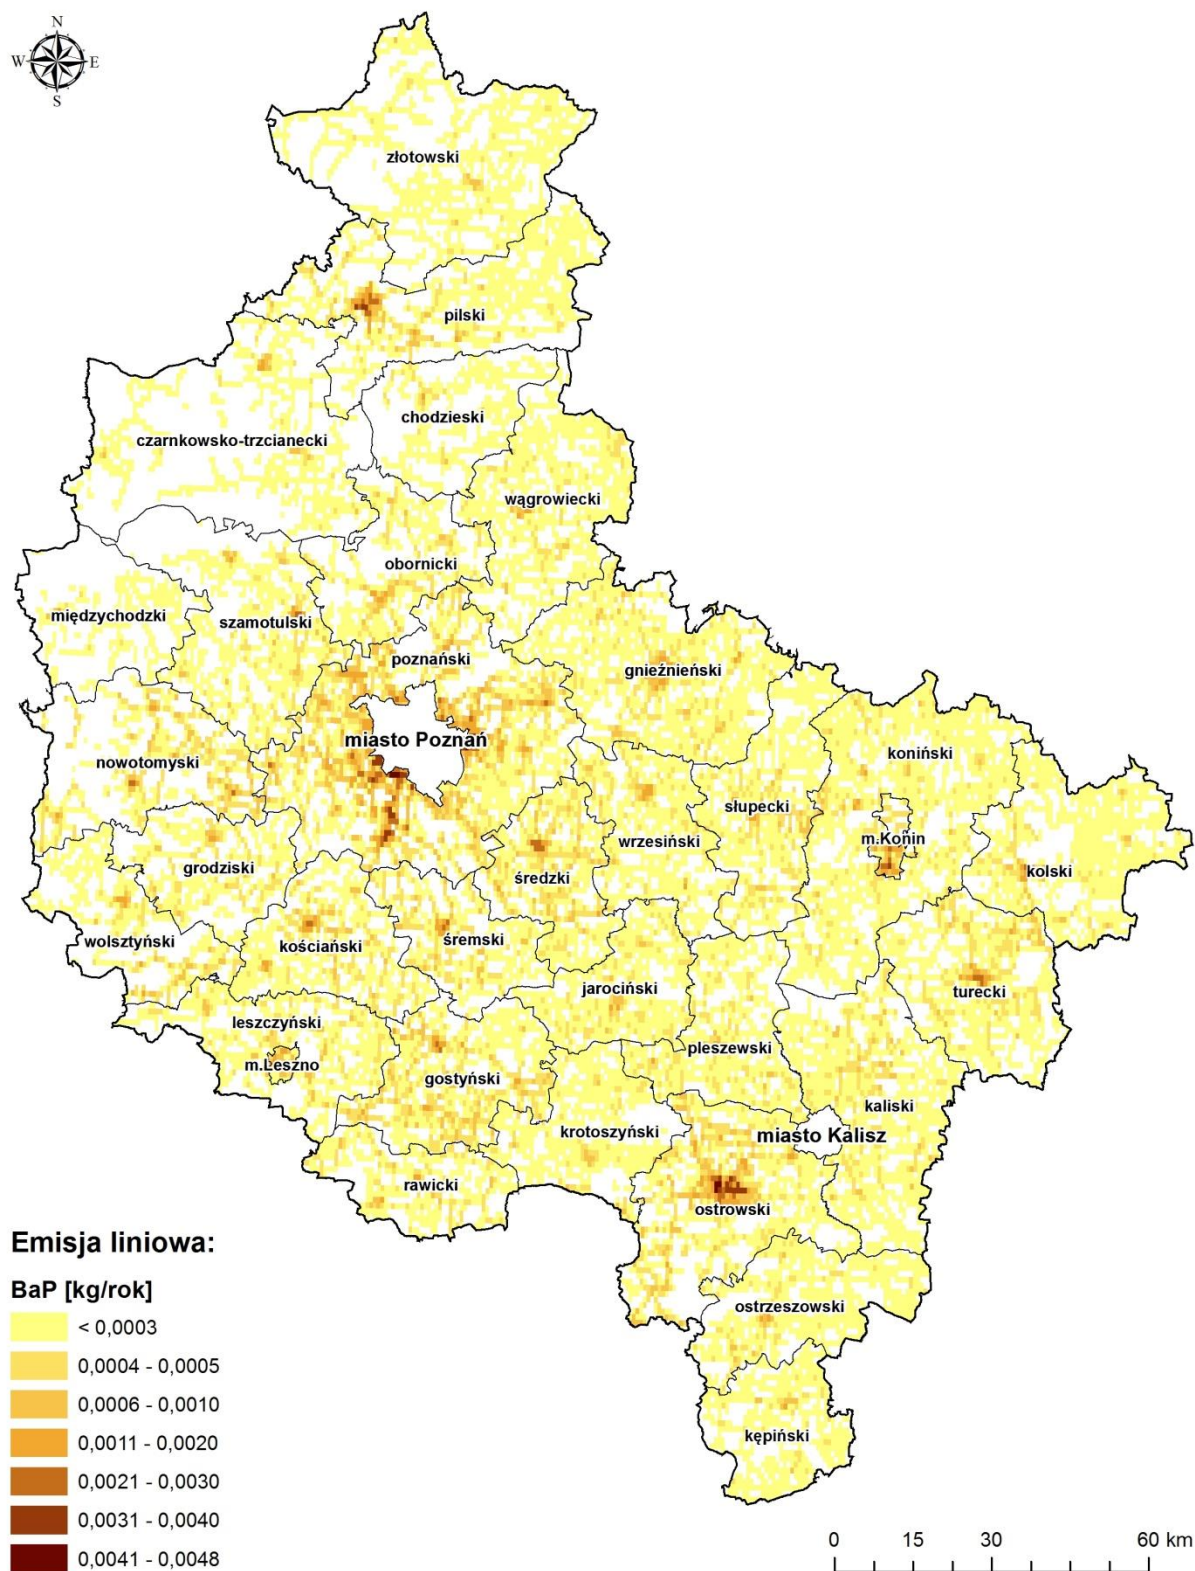 N
W E
S
złotowski
pilski
chodzieski
czarnkowsko-trzcianecki
wągrowiecki
obornicki
międzychodzki
szamotulski
poznański
gnieźnieński
miasto Poznań
koniński
nowotomyski
słupecki
wrzesiński
m.Konin
grodziski
średzki
kolski
wolsztyński
kościański
śremski
jarociński
turecki
leszczyński
pleszewski
m.Leszno
gostyński
kaliski
krotoszyński
miasto Kalisz
rawicki
ostrowski
ostrzeszowski
kępiński
Emisja liniowa:
BaP [kg/rok]
< 0,0003
0,0004 - 0,0005
0,0006 - 0,0010
0,0011 - 0,0020
0,0021 - 0,0030
0,0031 - 0,0040
0,0041 - 0,0048
0 15 30 60 km